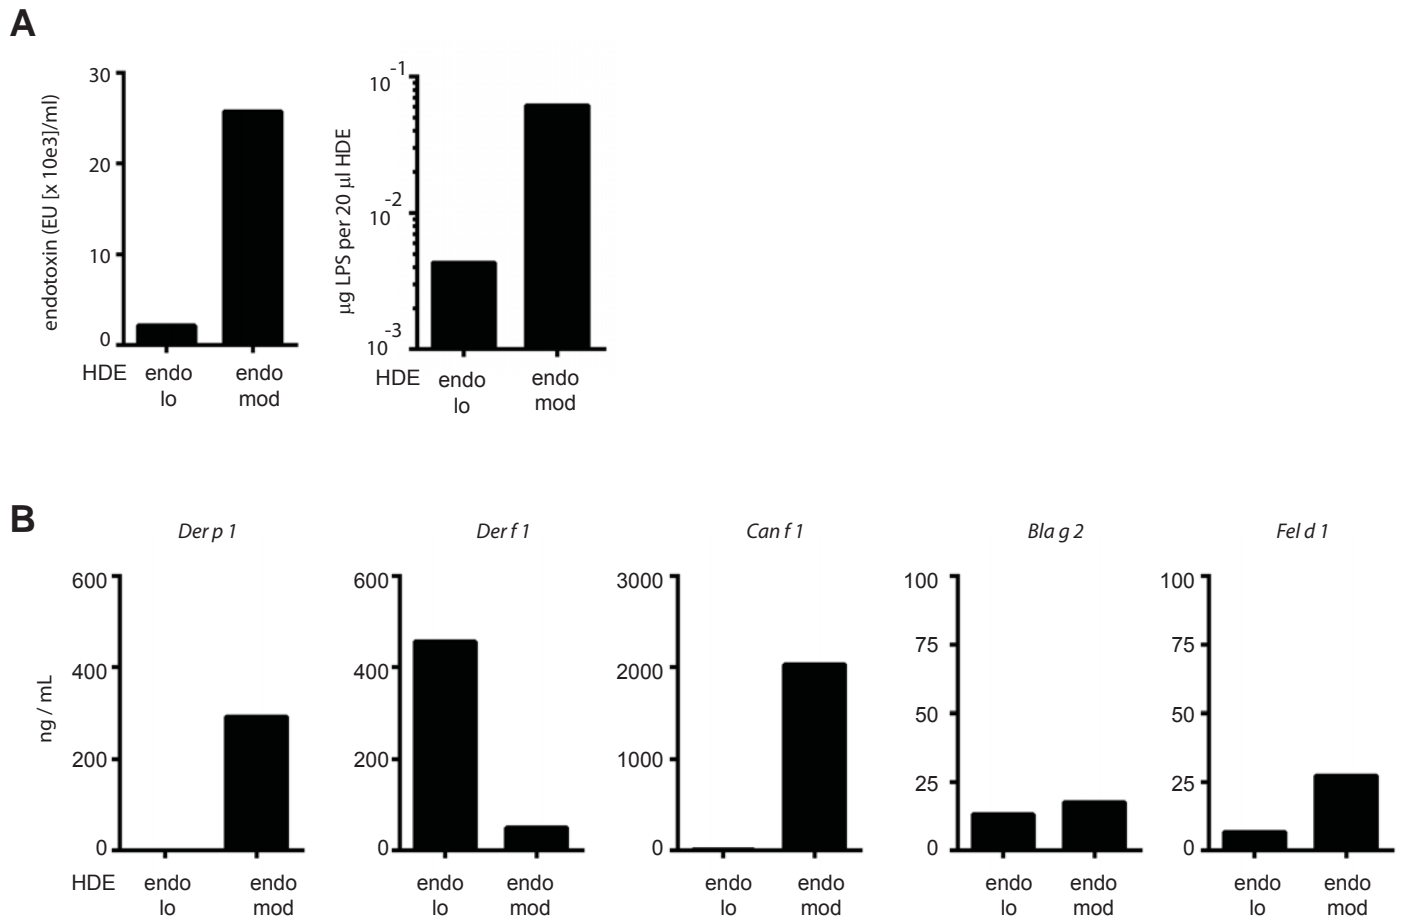 A
endotoxin (EU [x 10e3]/ml)
30
20
10
0
HDE
endo
lo
endo
mod
µg LPS per 20 µl HDE
10-1
10-2
10-3
HDE
endo
lo
endo
mod
B
ng / mL
Der p 1
600
400
200
0
HDE
endo
lo
endo
mod
Der f 1
600
400
200
0
endo
lo
endo
mod
Can f 1
3000
2000
1000
0
endo
lo
endo
mod
Bla g 2
100
75
50
25
0
endo
lo
endo
mod
Fel d 1
100
75
50
25
0
endo
lo
endo
mod